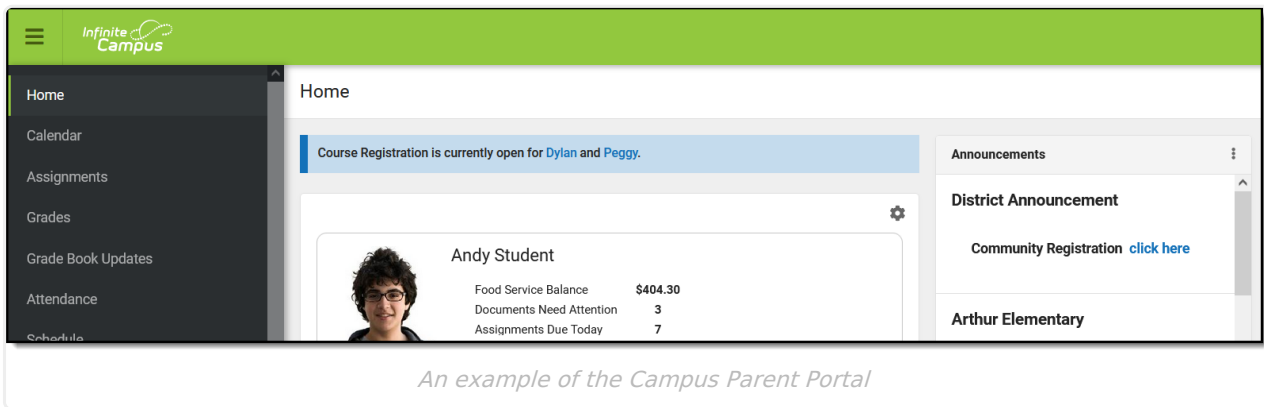 Infinite
Campus
Home
Calendar
Assignments
Grades
Grade Book Updates
Attendance
Schedule
Home
Course Registration is currently open for Dylan and Peggy.
Andy Student
Food Service Balance $404.30
Documents Need Attention 3
Assignments Due Today 7
Announcements
District Announcement
Community Registration click here
Arthur Elementary
An example of the Campus Parent Portal